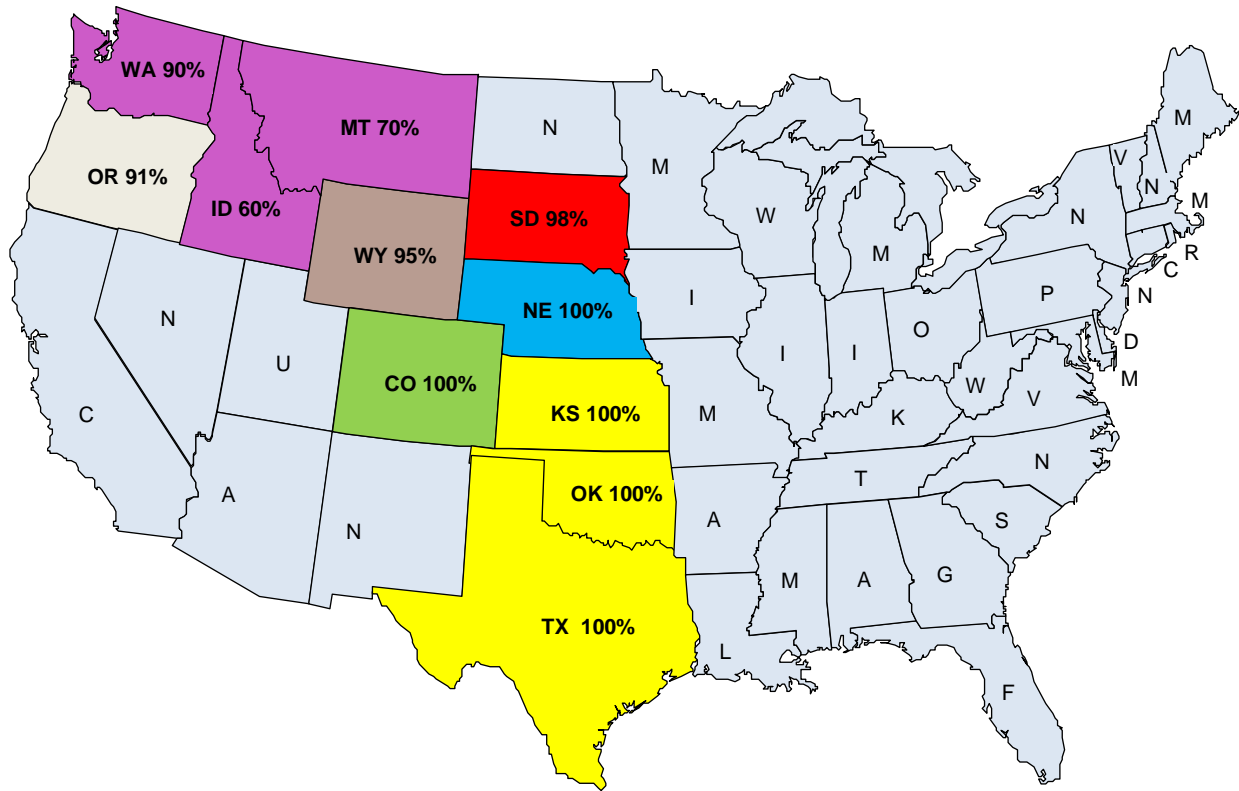 WA 90%
MT 70%
N
M
M
OR 91%
V
N
ID 60%
SD 98%
W
N
M
WY 95%
M
R
C
I
P
N
N
NE 100%
O
D
U
I
I
M
CO 100%
W
V
C
KS 100%
M
K
N
T
A
OK 100%
A
S
N
M
A
G
TX 100%
L
F